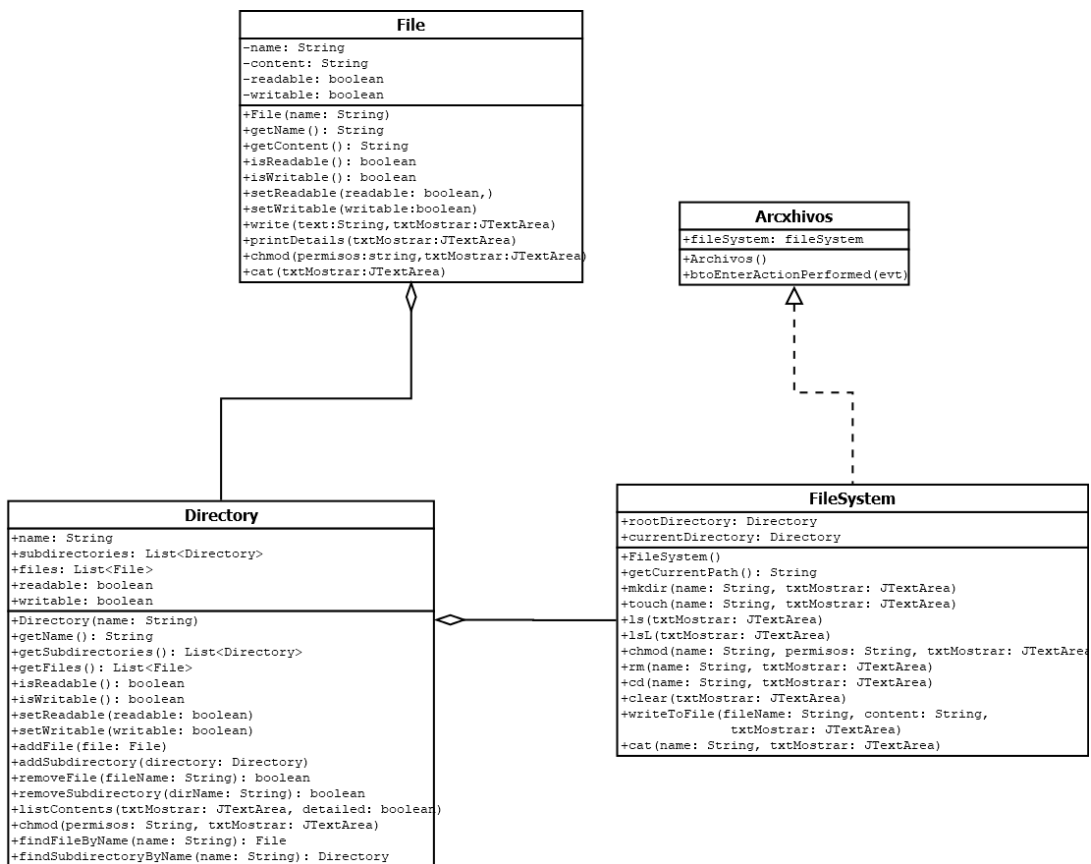 File
-name: String
-content: String
-readable: boolean
-writable: boolean
+File(name: String)
+getName(): String
+getContent(): String
+isReadable(): boolean
+isWritable(): boolean
+setReadable(readable: boolean,)
+setWritable(writable:boolean)
+write(text:String,txtMostrar:JTextArea)
+printDetails(txtMostrar:JTextArea)
+chmod(permisos:string,txtMostrar:JTextArea)
+cat(txtMostrar:JTextArea)
Arcxhivos
+fileSystem: fileSystem
+Archivos()
+btoEnterActionPerformed(evt)
Directory
+name: String
+subdirectories: List<Directory>
+files: List<File>
+readable: boolean
+writable: boolean
+Directory(name: String)
+getName(): String
+getSubdirectories(): List<Directory>
+getFiles(): List<File>
+isReadable(): boolean
+isWritable(): boolean
+setReadable(readable: boolean)
+setWritable(writable: boolean)
+addFile(file: File)
+addSubdirectory(directory: Directory)
+removeFile(fileName: String): boolean
+removeSubdirectory(dirName: String): boolean
+listContents(txtMostrar: JTextArea, detailed: boolean)
+chmod(permisos: String, txtMostrar: JTextArea)
+findFileByName(name: String): File
+findSubdirectoryByName(name: String): Directory
FileSystem
+rootDirectory: Directory
+currentDirectory: Directory
+FileSystem()
+getCurrentPath(): String
+mkdir(name: String, txtMostrar: JTextArea)
+touch(name: String, txtMostrar: JTextArea)
+ls(txtMostrar: JTextArea)
+lsL(txtMostrar: JTextArea)
+chmod(name: String, permisos: String, txtMostrar: JTextArea
+rm(name: String, txtMostrar: JTextArea)
+cd(name: String, txtMostrar: JTextArea)
+clear(txtMostrar: JTextArea)
+writeToFile(fileName: String, content: String,
txtMostrar: JTextArea)
+cat(name: String, txtMostrar: JTextArea)